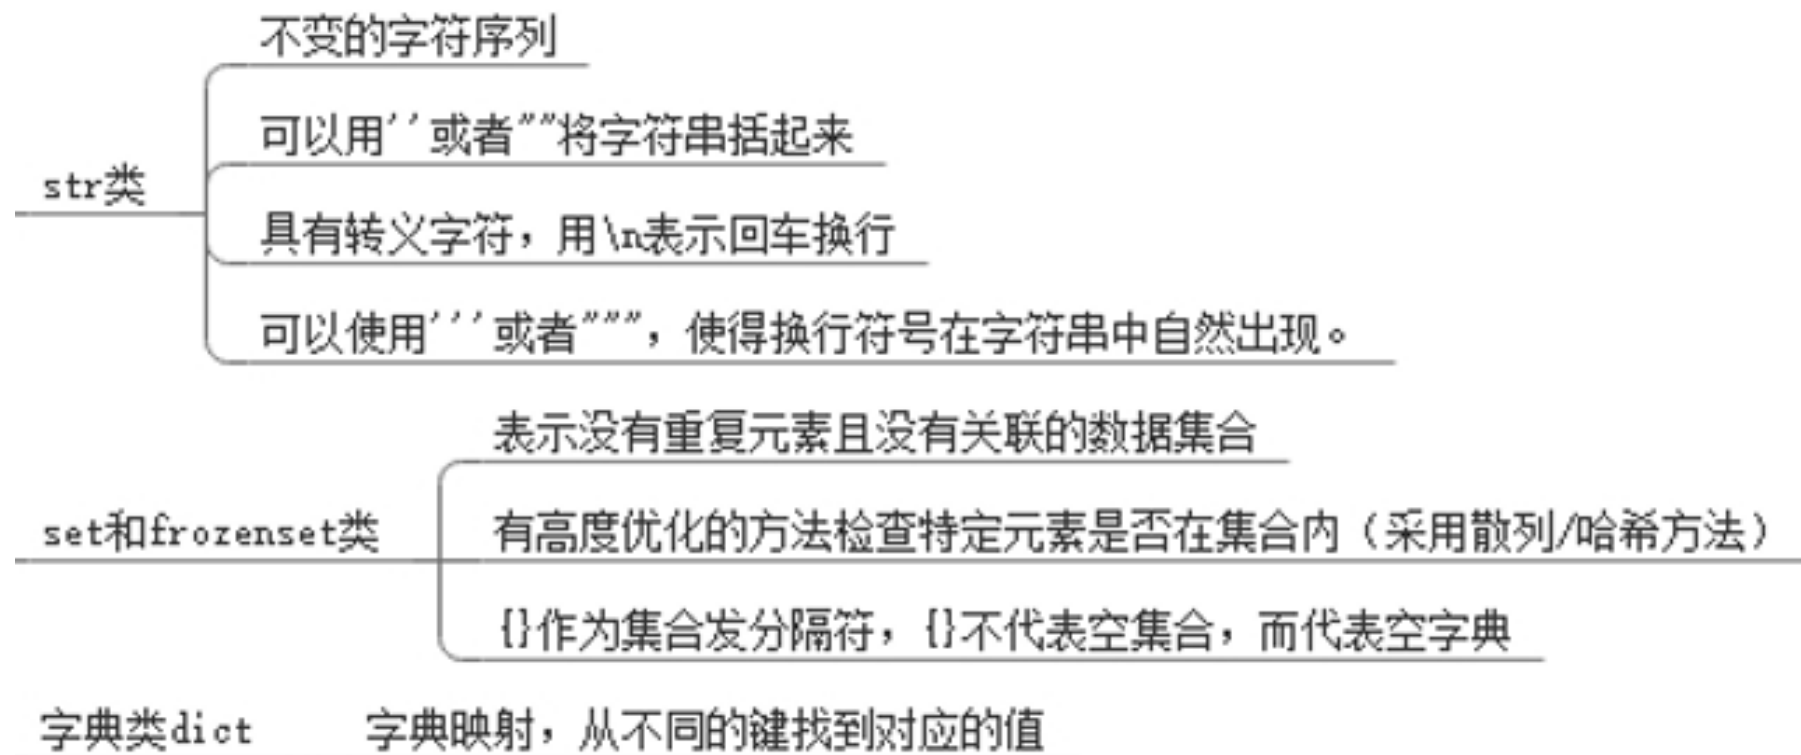 不变的字符序列
可以用''或者""将字符串括起来
str类
具有转义字符，用\n表示回车换行
可以使用'''或者"""，使得换行符号在字符串中自然出现。
表示没有重复元素且没有关联的数据集合
set和frozenset类
有高度优化的方法检查特定元素是否在集合内（采用散列/哈希方法）
{}作为集合发分隔符，{}不代表空集合，而代表空字典
字典类dict
字典映射，从不同的键找到对应的值